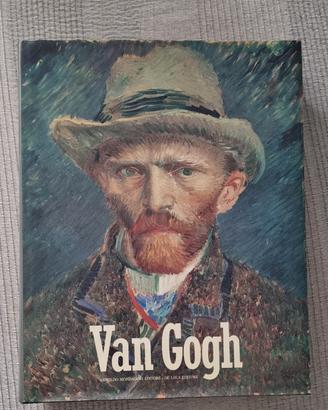 Van Gogh
ARNOLDO MONDADORI EDITORE · DE LUCA EDITORE